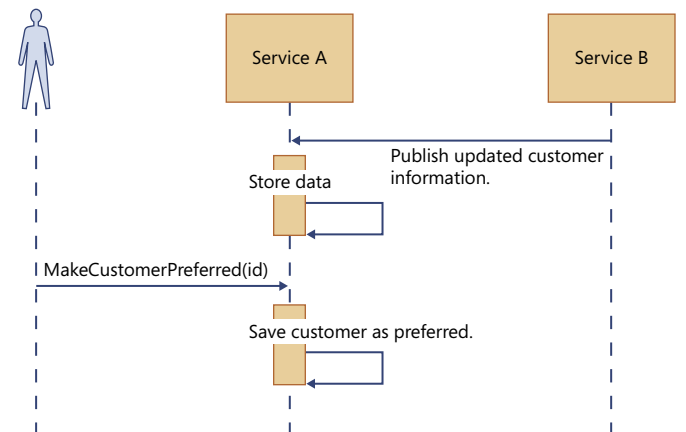 Service A
Service B
Publish updated customer
information.
Store data
MakeCustomerPreferred(id)
Save customer as preferred.